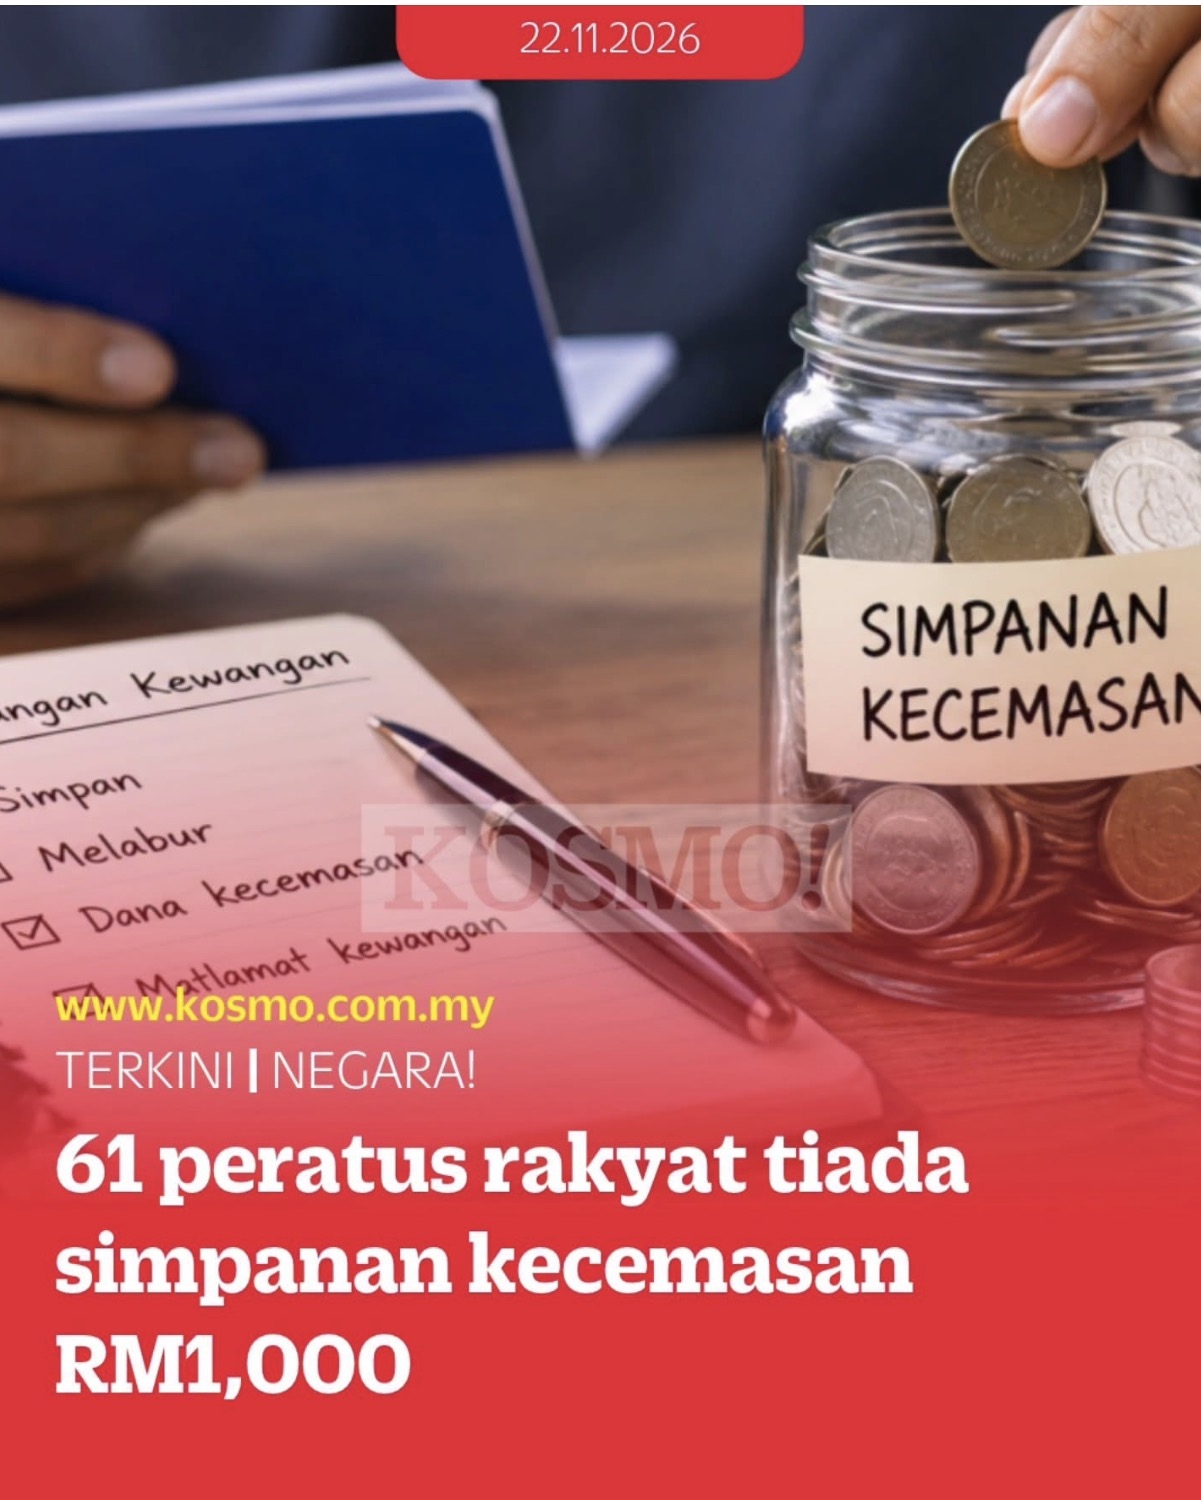 22.11.2026
SIMPANAN
KECEMASAN
Kewangan
Simpan
Melabur
Dana kecemasan
Matlamat kewangan
KOSMO!
www.kosmo.com.my
TERKINI | NEGARA!
61 peratus rakyat tiada
simpanan kecemasan
RM1,000